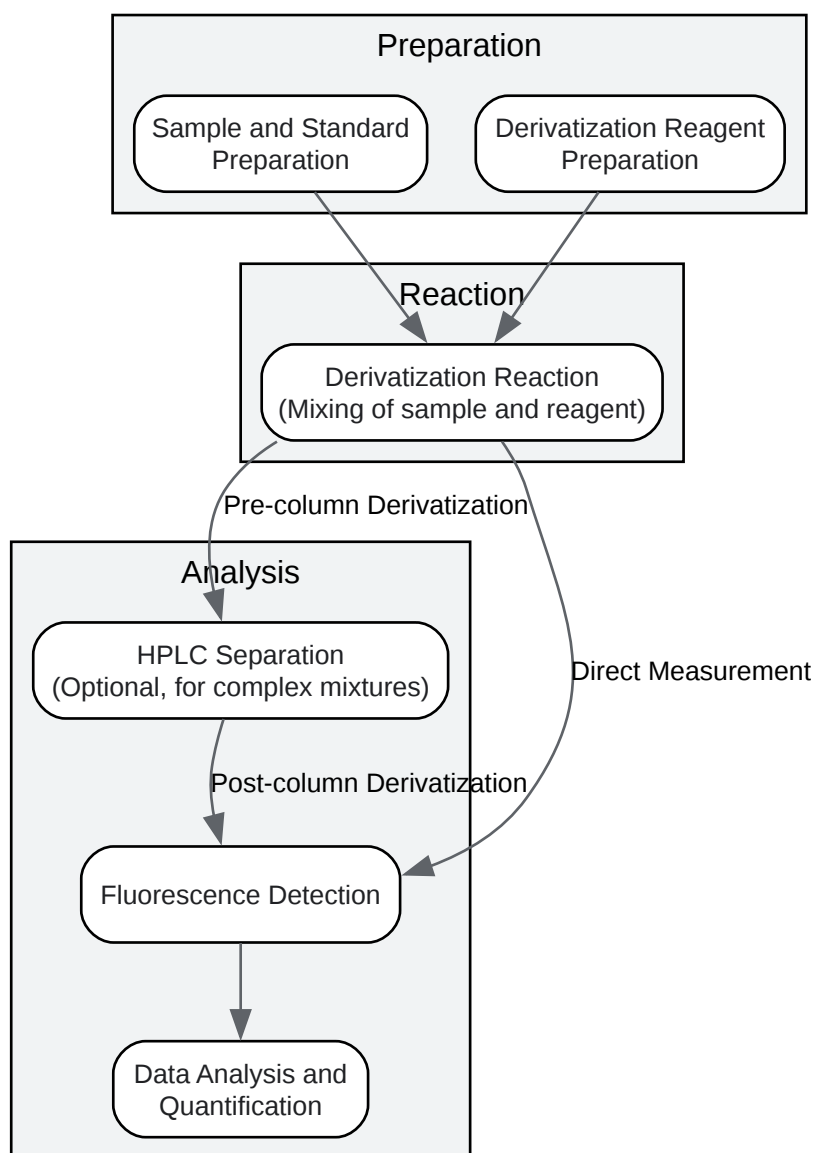 Preparation
Sample and Standard
Preparation
Derivatization Reagent
Preparation
Reaction
Derivatization Reaction
(Mixing of sample and reagent)
Pre-column Derivatization
Analysis
HPLC Separation
(Optional, for complex mixtures)
Direct Measurement
Post-column Derivatization
Fluorescence Detection
Data Analysis and
Quantification